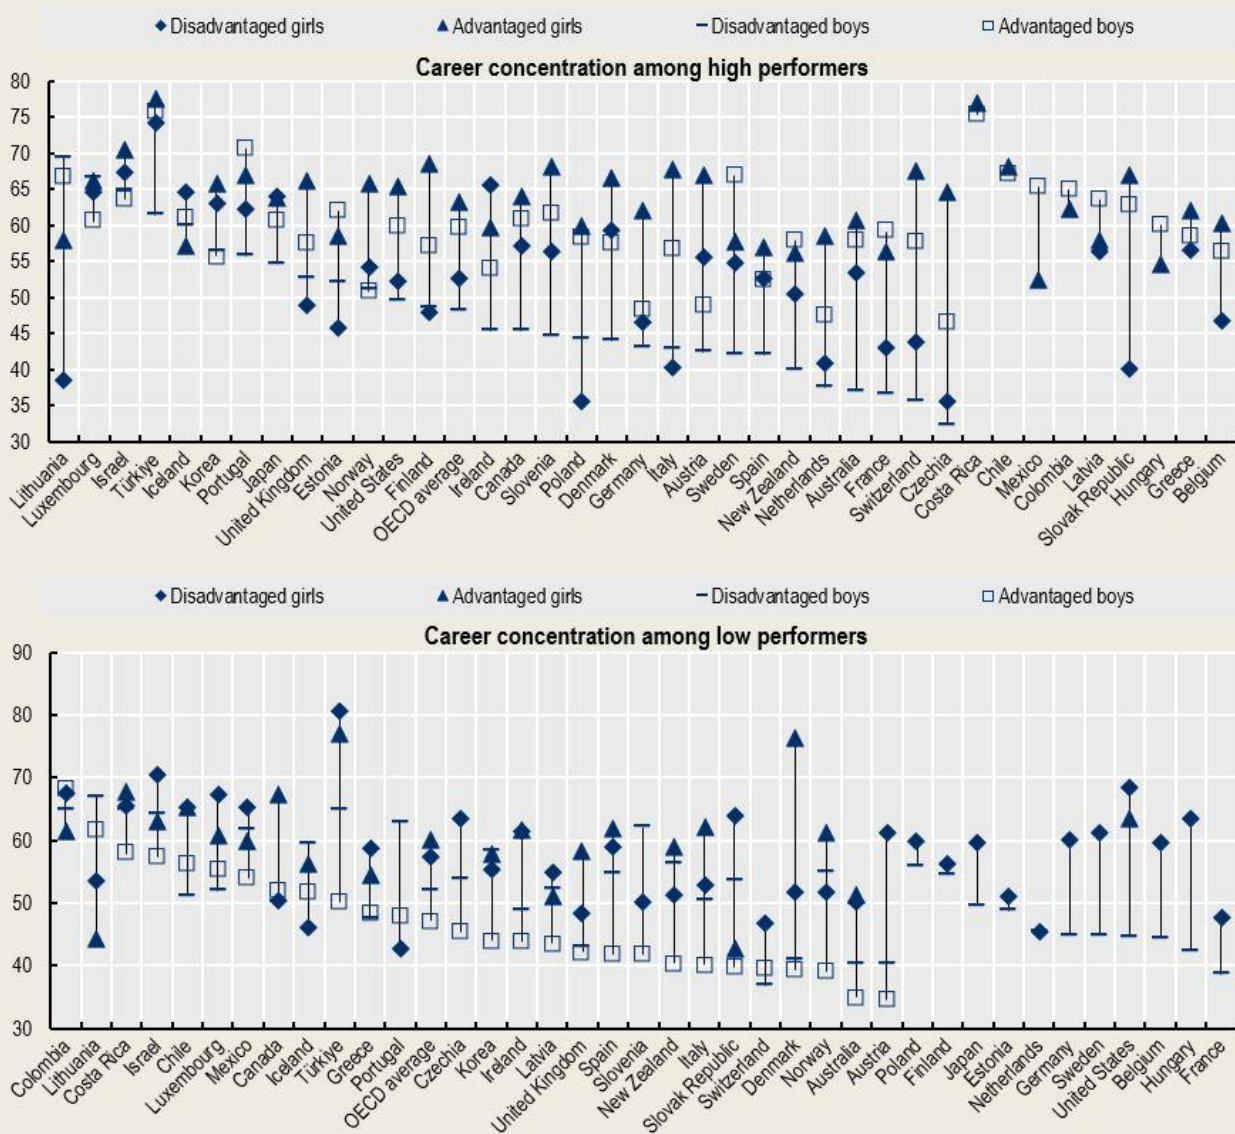 Disadvantaged girls Advantaged girls Disadvantaged boys Advantaged boys
Career concentration among high performers
80
75
70
65
60
55
50
45
40
35
30
Lithuania
Luxembourg
Israel
Türkiye
Iceland
Korea
Portugal
Japan
United Kingdom
Estonia
Norway
United States
Finland
OECD average
Ireland
Canada
Slovenia
Poland
Denmark
Germany
Italy
Austria
Sweden
Spain
New Zealand
Netherlands
Australia
France
Switzerland
Czechia
Costa Rica
Chile
Mexico
Colombia
Latvia
Slovak Republic
Hungary
Greece
Belgium
Disadvantaged girls Advantaged girls Disadvantaged boys Advantaged boys
Career concentration among low performers
90
80
70
60
50
40
30
Colombia
Lithuania
Costa Rica
Israel
Chile
Luxembourg
Mexico
Canada
Iceland
Türkiye
Greece
Portugal
OECD average
Czechia
Korea
Ireland
Latvia
United Kingdom
Spain
Slovenia
New Zealand
Italy
Slovak Republic
Switzerland
Denmark
Norway
Australia
Austria
Poland
Finland
Japan
Estonia
Netherlands
Germany
Sweden
United States
Belgium
Hungary
France